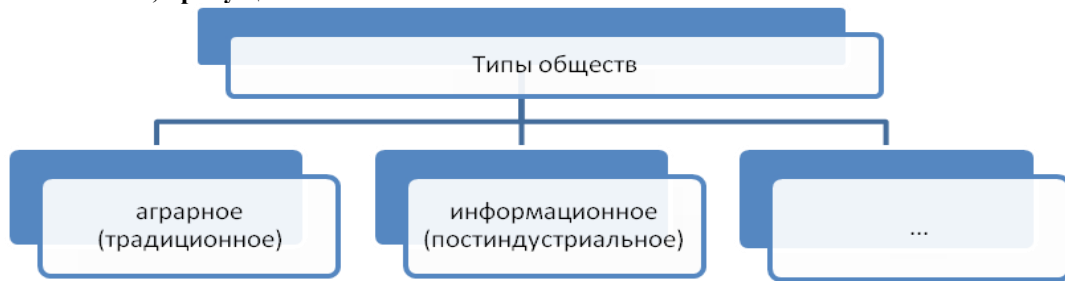 Типы обществ
аграрное
(традиционное)
информационное
(постиндустриальное)
...